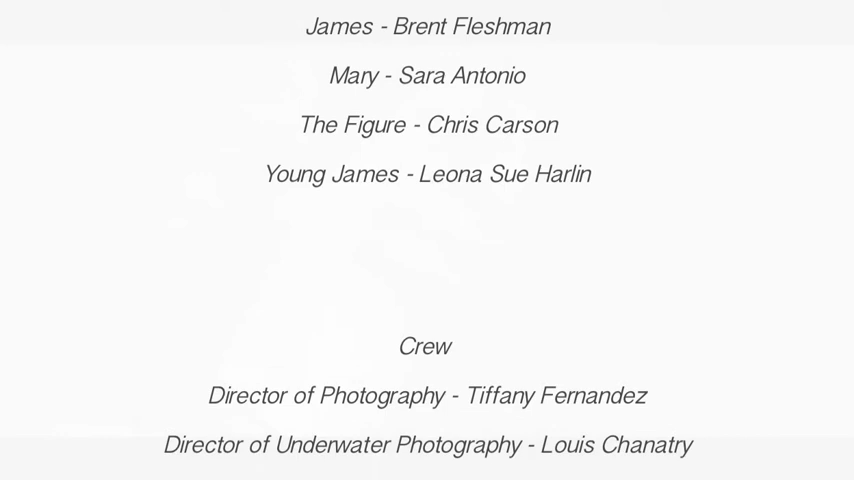 James - Brent Fleshman
Mary - Sara Antonio
The Figure - Chris Carson
Young James - Leona Sue Harlin
Crew
Director of Photography - Tiffany Fernandez
Director of Underwater Photography - Louis Chanatry